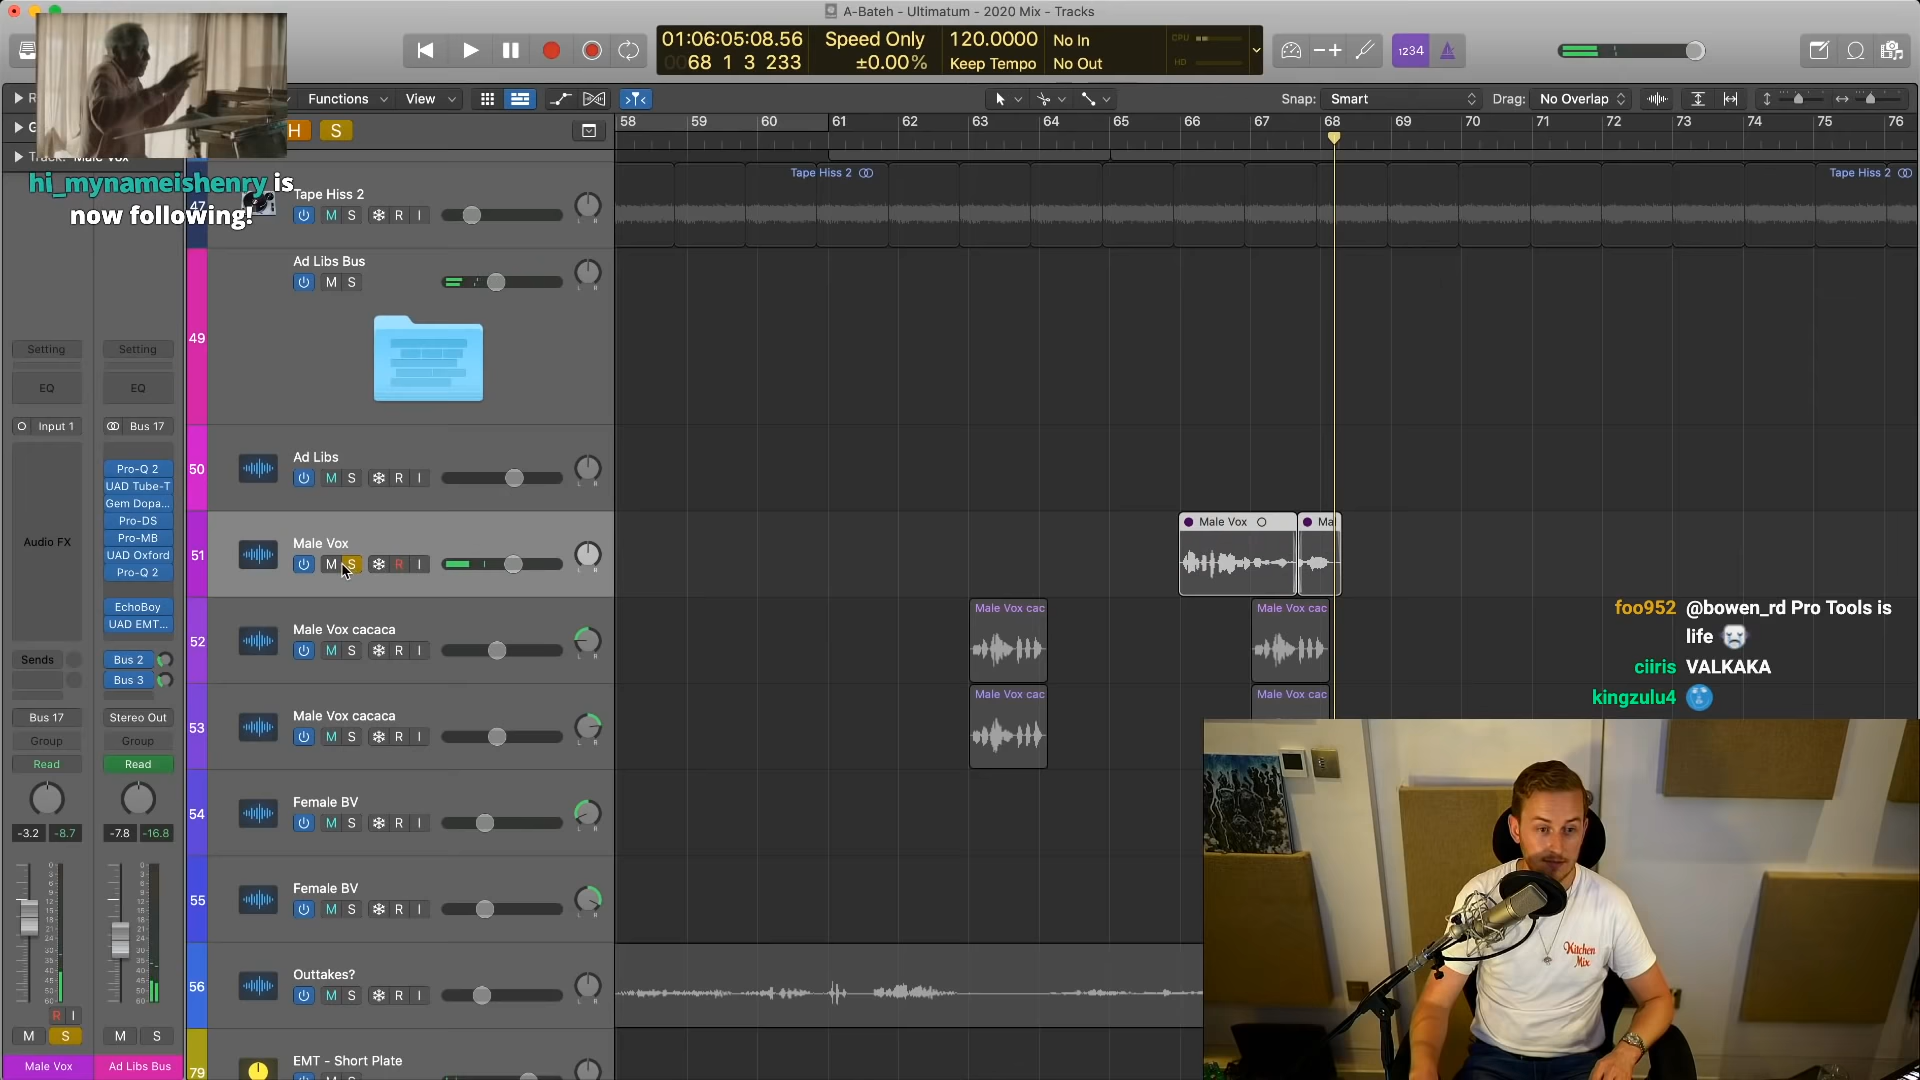 A-Bateh - Ultimatum - 2020 Mix - Tracks
01:06:05:08.56
0068 1 3 233
Speed Only
±0.00%
120.0000
Keep Tempo
No In
No Out
CPU
HD
1234
Functions
View
Snap:
Smart
Drag:
No Overlap
H
S
58 59 60 61 62 63 64 65 66 67 68 69 70 71 72 73 74 75 76
hi_mynameishenry is
now following!
47
Tape Hiss 2
M S R I
Tape Hiss 2
Tape Hiss 2
49
Ad Libs Bus
M S
50
Ad Libs
M S R I
51
Male Vox
M S R I
Male Vox
Mal
52
Male Vox cacaca
M S R I
Male Vox cac
Male Vox cac
53
Male Vox cacaca
M S R I
Male Vox cac
Male Vox cac
54
Female BV
M S R I
55
Female BV
M S R I
56
Outtakes?
M S R I
79
EMT - Short Plate
Setting
Setting
EQ
EQ
Input 1
Bus 17
Audio FX
Pro-Q 2
UAD Tube-T
Gem Dopa...
Pro-DS
Pro-MB
UAD Oxford
Pro-Q 2
EchoBoy
UAD EMT...
Sends
Bus 2
Bus 3
Bus 17
Stereo Out
Group
Group
Read
Read
-3.2 -8.7
-7.8 -16.8
R I
M S
M S
Male Vox
Ad Libs Bus
foo952 @bowen_rd Pro Tools is
life
ciiris VALKAKA
kingzulu4
Kitchen
Mix